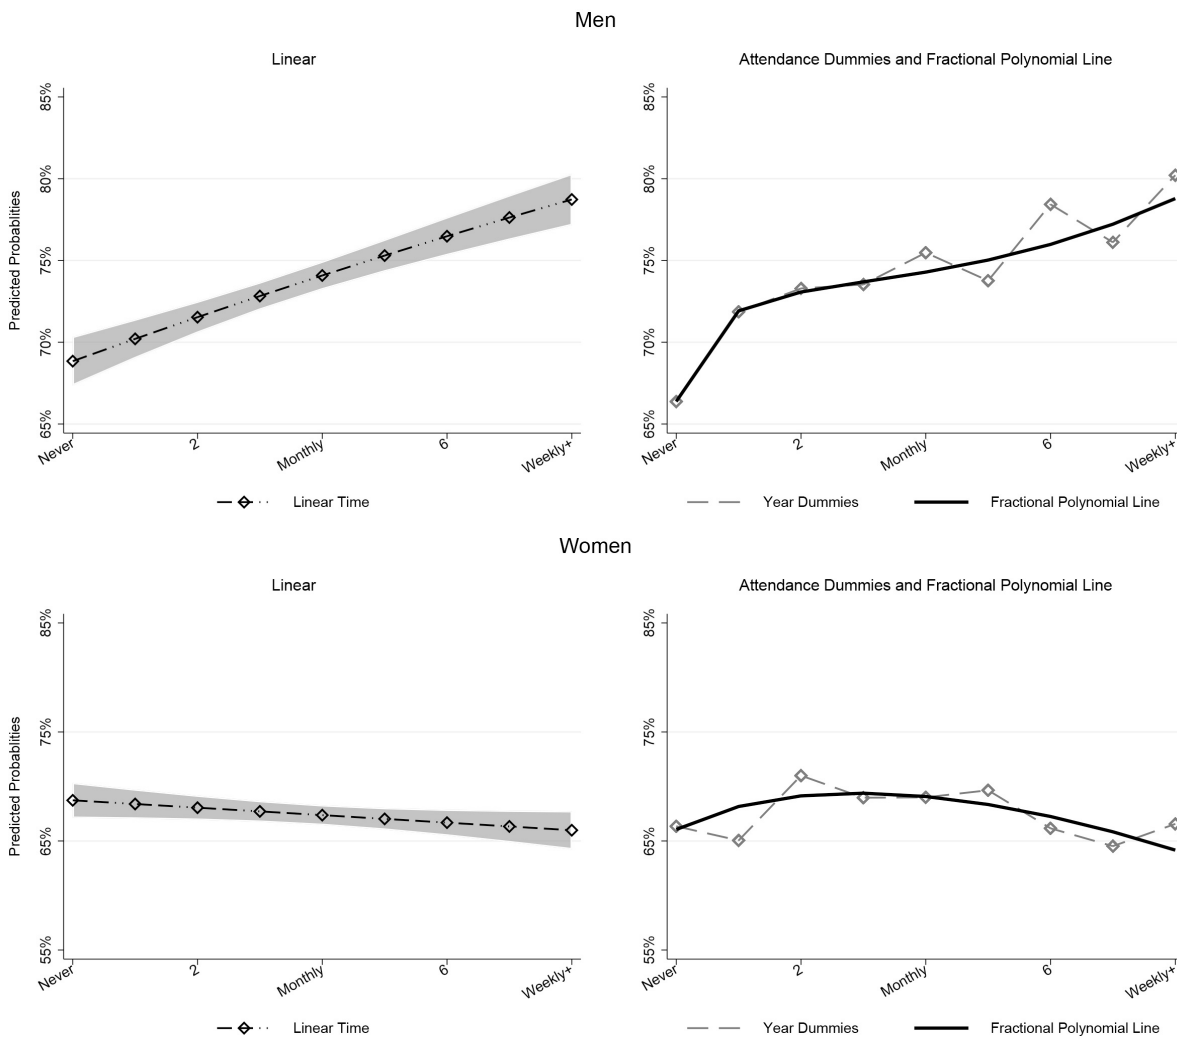 Men
Linear
Attendance Dummies and Fractional Polynomial Line
Predicted Probablities
85%
80%
75%
70%
65%
Never
2
Monthly
6
Weekly+
85%
80%
75%
70%
65%
Never
2
Monthly
6
Weekly+
Linear Time
Year Dummies
Fractional Polynomial Line
Women
Linear
Attendance Dummies and Fractional Polynomial Line
Predicted Probablities
85%
75%
65%
55%
Never
2
Monthly
6
Weekly+
85%
75%
65%
55%
Never
2
Monthly
6
Weekly+
Linear Time
Year Dummies
Fractional Polynomial Line